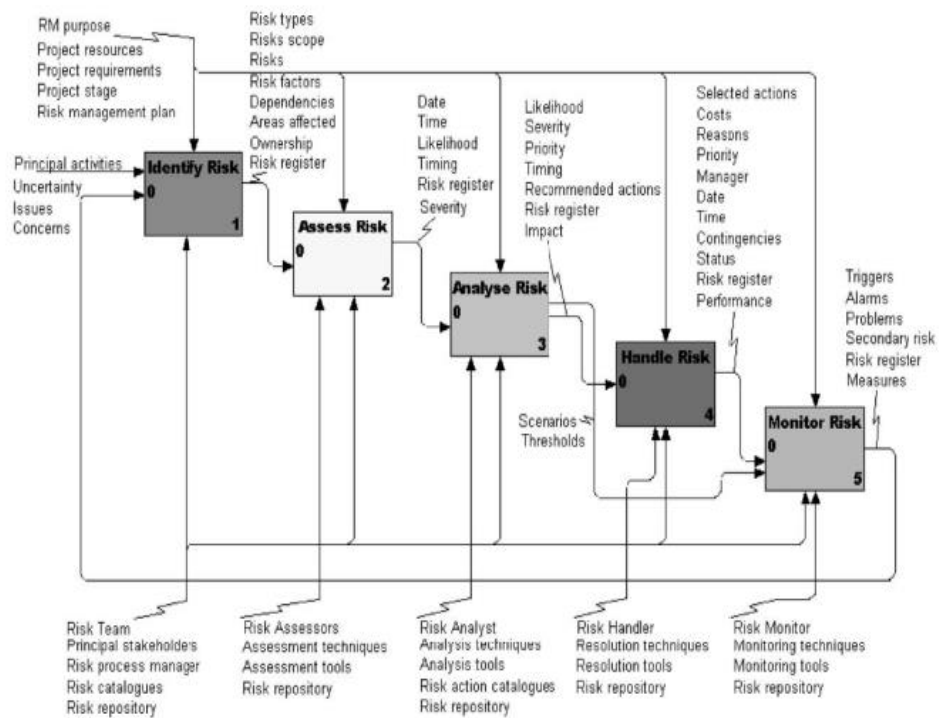 RM purpose
Project resources
Project requirements
Project stage
Risk management plan
Risk types
Risks scope
Risks
Risk factors
Dependencies
Areas affected
Ownership
Risk register
Date
Time
Likelihood
Timing
Risk register
Severity
Likelihood
Severity
Priority
Timing
Recommended actions
Risk register
Impact
Selected actions
Costs
Reasons
Priority
Manager
Date
Time
Contingencies
Status
Risk register
Performance
Triggers
Alarms
Problems
Secondary risk
Risk register
Measures
Principal activities
Uncertainty
Issues
Concerns
Identify Risk
0
1
Assess Risk
0
2
Analyse Risk
0
3
Handle Risk
0
4
Scenarios
Thresholds
Monitor Risk
0
5
Risk Team
Principal stakeholders
Risk process manager
Risk catalogues
Risk repository
Risk Assessors
Assessment techniques
Assessment tools
Risk repository
Risk Analyst
Analysis techniques
Analysis tools
Risk action catalogues
Risk repository
Risk Handler
Resolution techniques
Resolution tools
Risk repository
Risk Monitor
Monitoring techniques
Monitoring tools
Risk repository